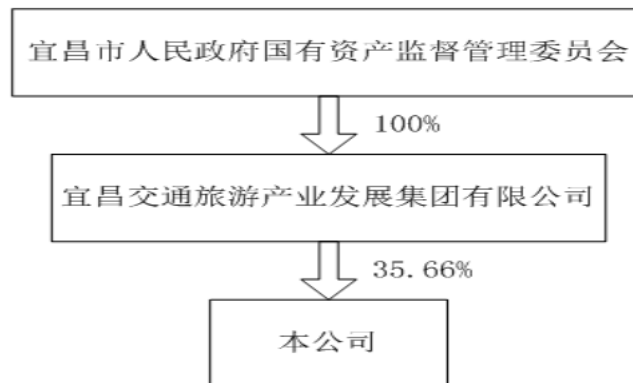 宜昌市人民政府国有资产监督管理委员会
100%
宜昌交通旅游产业发展集团有限公司
35.66%
本公司